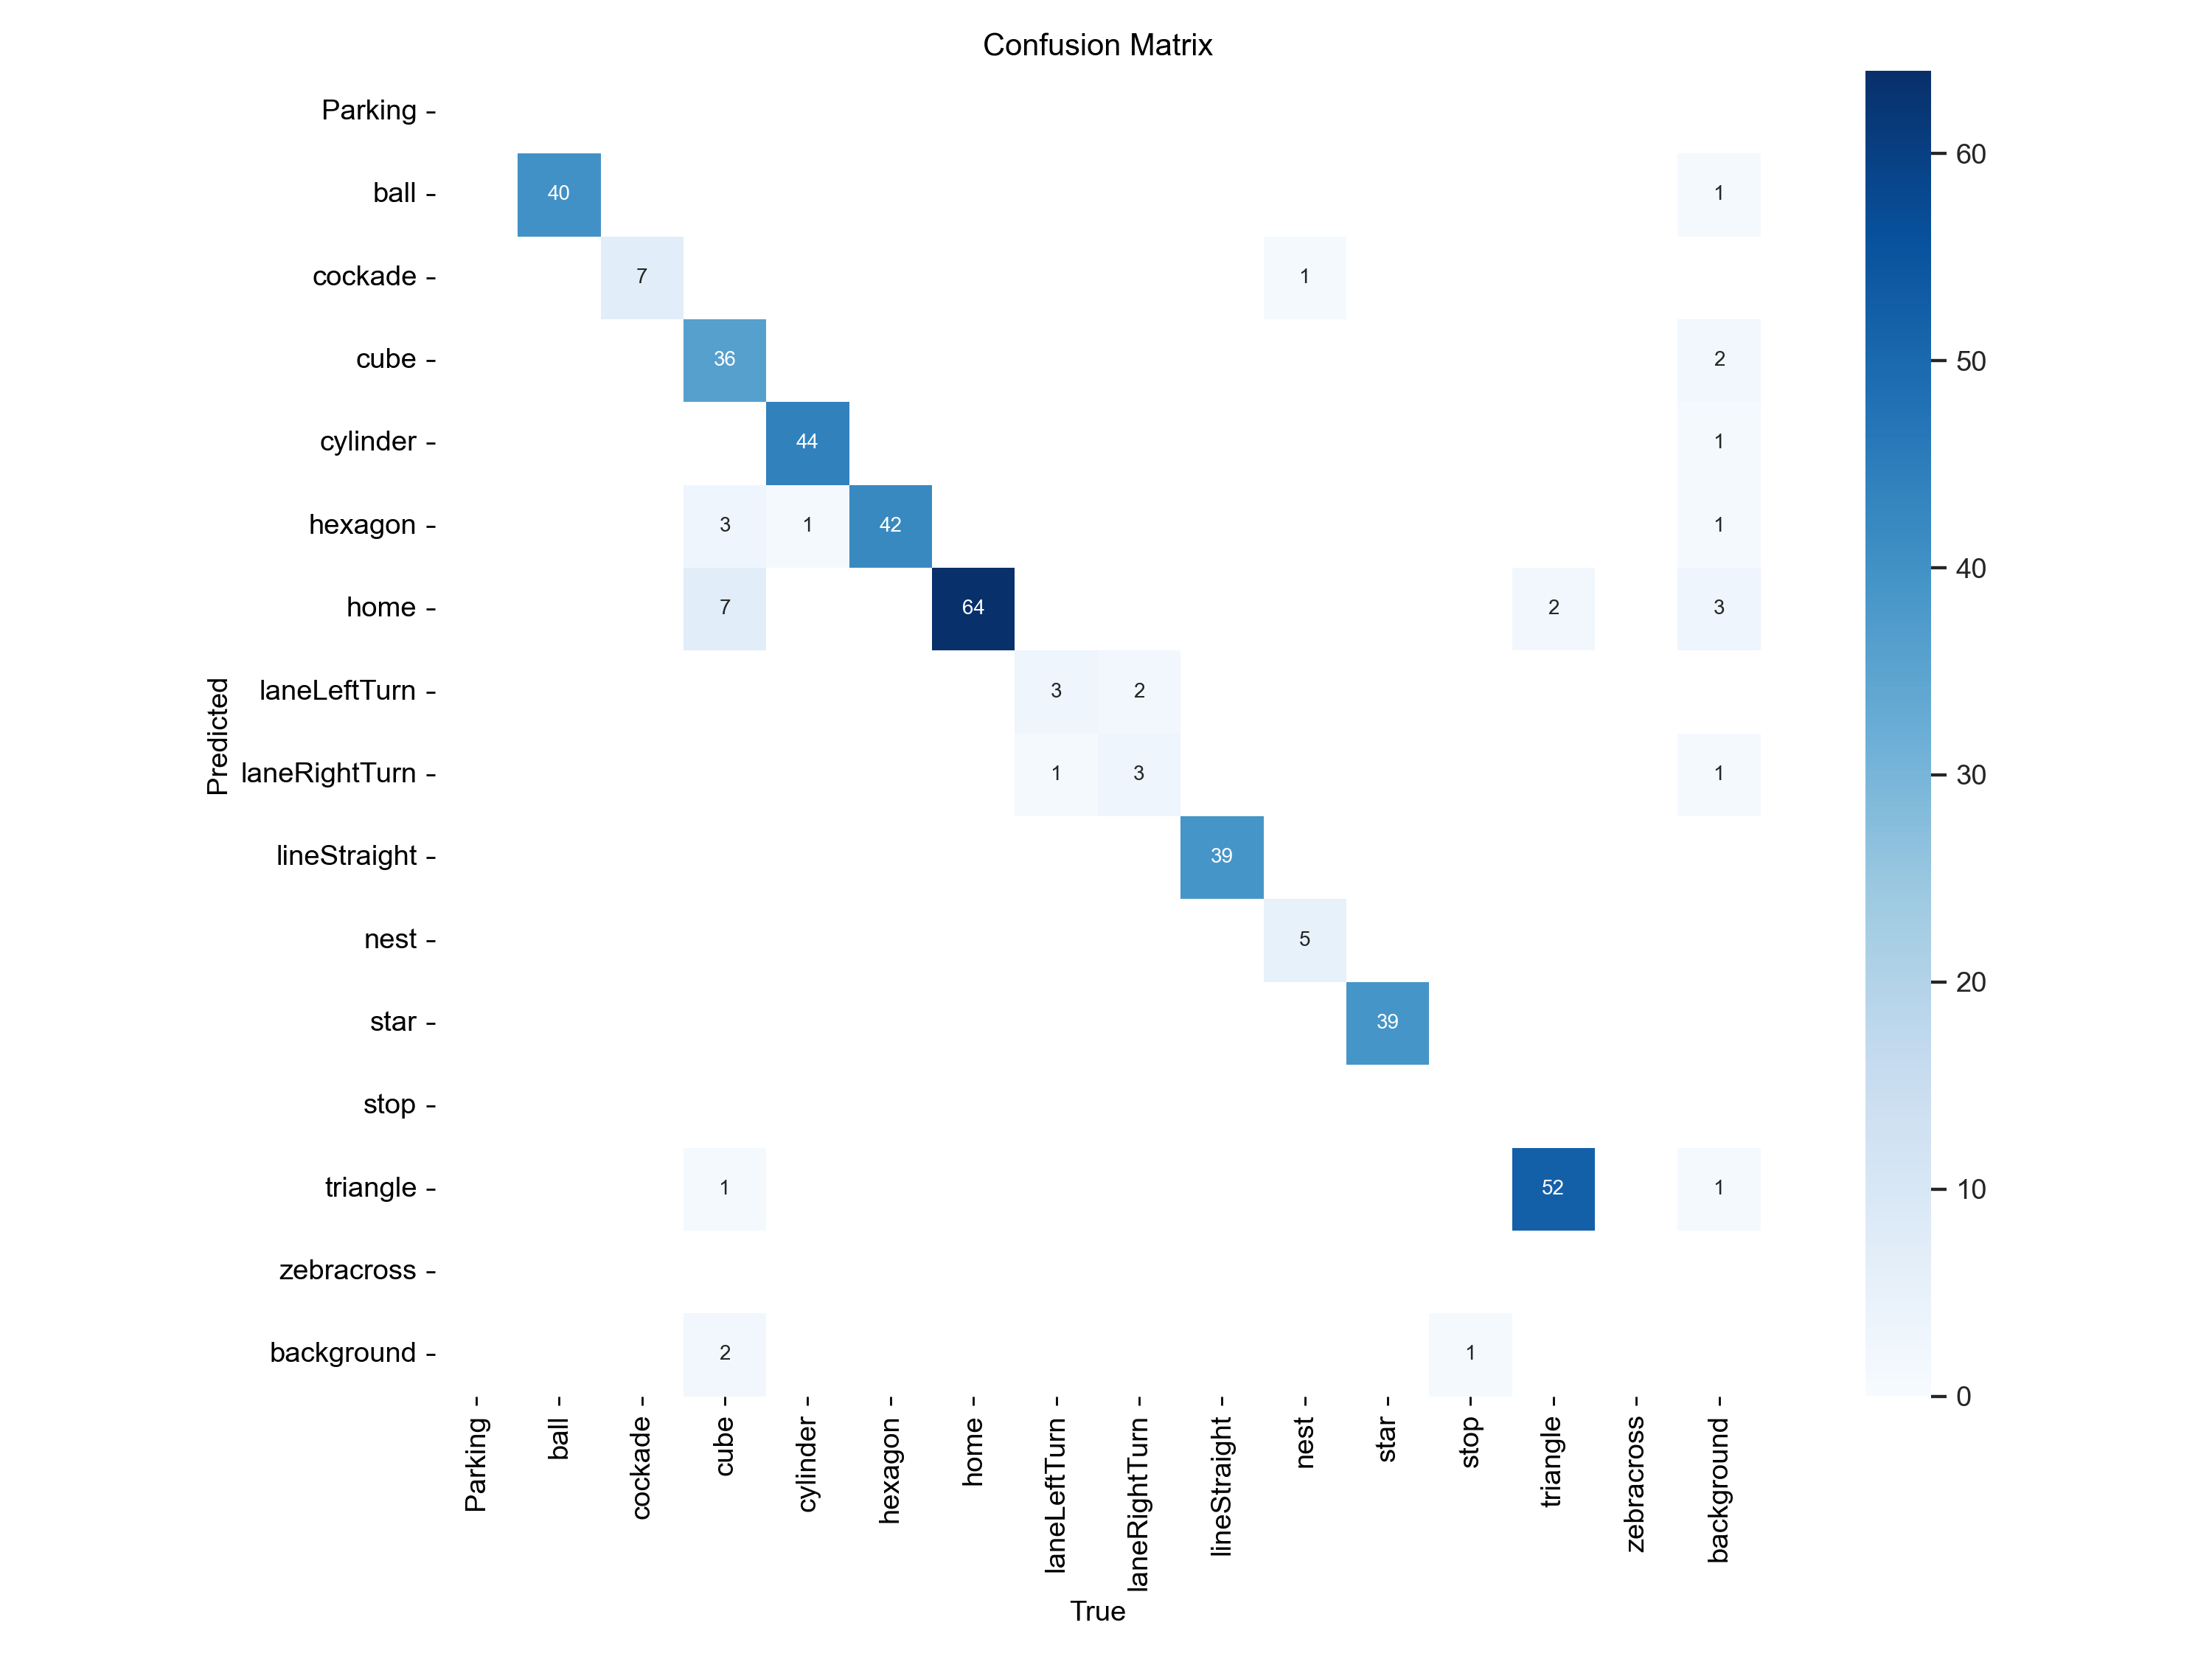 Confusion Matrix
Parking
ball 40 1
cockade 7 1
cube 36 2
cylinder 44 1
hexagon 3 1 42 1
home 7 64 2 3
laneLeftTurn 3 2
laneRightTurn 1 3 1
lineStraight 39
nest 5
star 39
stop
triangle 1 52 1
zebracross
background 2 1
Predicted
Parking ball cockade cube cylinder hexagon home laneLeftTurn laneRightTurn lineStraight nest star stop triangle zebracross background
True
60
50
40
30
20
10
0